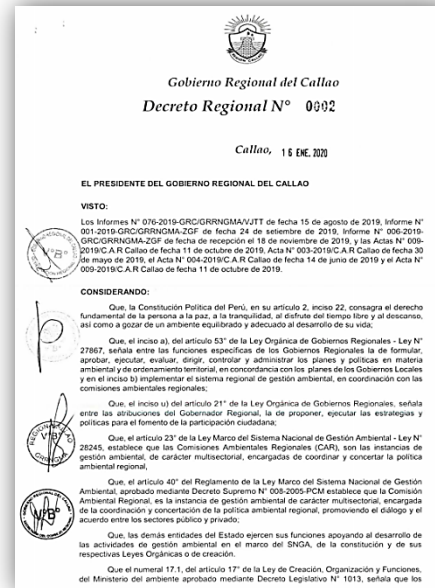 Gobierno Regional del Callao
Decreto Regional N° 0002
Callao, 16 ENE. 2020
EL PRESIDENTE DEL GOBIERNO REGIONAL DEL CALLAO
VISTO:
Los Informes N° 076-2019-GRC/GRRNGMA/VJTT de fecha 15 de agosto de 2019, Informe N°
001-2019-GRC/GRRNGMA-ZGF de fecha 24 de setiembre de 2019, Informe N° 006-2019-
GRC/GRRNGMA-ZGF de fecha de recepción el 18 de noviembre de 2019, y las Actas N° 009-
2019/C.A.R Callao de fecha 11 de octubre de 2019, Acta N° 003-2019/C.A.R Callao de fecha 30
de mayo de 2019, el Acta N° 004-2019/C.A.R Callao de fecha 14 de junio de 2019 y el Acta N°
009-2019/C.A.R Callao de fecha 11 de octubre de 2019.
CONSIDERANDO:
Que, la Constitución Política del Perú, en su artículo 2, inciso 22, consagra el derecho
fundamental de la persona a la paz, a la tranquilidad, al disfrute del tiempo libre y al descanso,
así como a gozar de un ambiente equilibrado y adecuado al desarrollo de su vida;
Que, el inciso a), del artículo 53° de la Ley Orgánica de Gobiernos Regionales - Ley N°
27867, señala entre las funciones específicas de los Gobiernos Regionales la de formular,
aprobar, ejecutar, evaluar, dirigir, controlar y administrar los planes y políticas en materia
ambiental y de ordenamiento territorial, en concordancia con los planes de los Gobiernos Locales
y en el inciso b) implementar el sistema regional de gestión ambiental, en coordinación con las
comisiones ambientales regionales;
Que, el inciso u) del artículo 21° de la Ley Orgánica de Gobiernos Regionales, señala
entre las atribuciones del Gobernador Regional, la de proponer, ejecutar las estrategias y
políticas para el fomento de la participación ciudadana;
Que, el artículo 23° de la Ley Marco del Sistema Nacional de Gestión Ambiental - Ley N°
28245, establece que las Comisiones Ambientales Regionales (CAR), son las instancias de
gestión ambiental, de carácter multisectorial, encargadas de coordinar y concertar la política
ambiental regional,
Que, el artículo 40° del Reglamento de la Ley Marco del Sistema Nacional de Gestión
Ambiental, aprobado mediante Decreto Supremo N° 008-2005-PCM establece que la Comisión
Ambiental Regional, es la instancia de gestión ambiental de carácter multisectorial, encargada
de la coordinación y concertación de la política ambiental regional, promoviendo el diálogo y el
acuerdo entre los sectores público y privado;
Que, las demás entidades del Estado ejercen sus funciones apoyando al desarrollo de
las actividades de gestión ambiental en el marco del SNGA, de la constitución y de sus
respectivas Leyes Orgánicas o de creación.
Que el numeral 17.1, del artículo 17° de la Ley de Creación, Organización y Funciones,
del Ministerio del ambiente aprobado mediante Decreto Legislativo N° 1013, señala que los